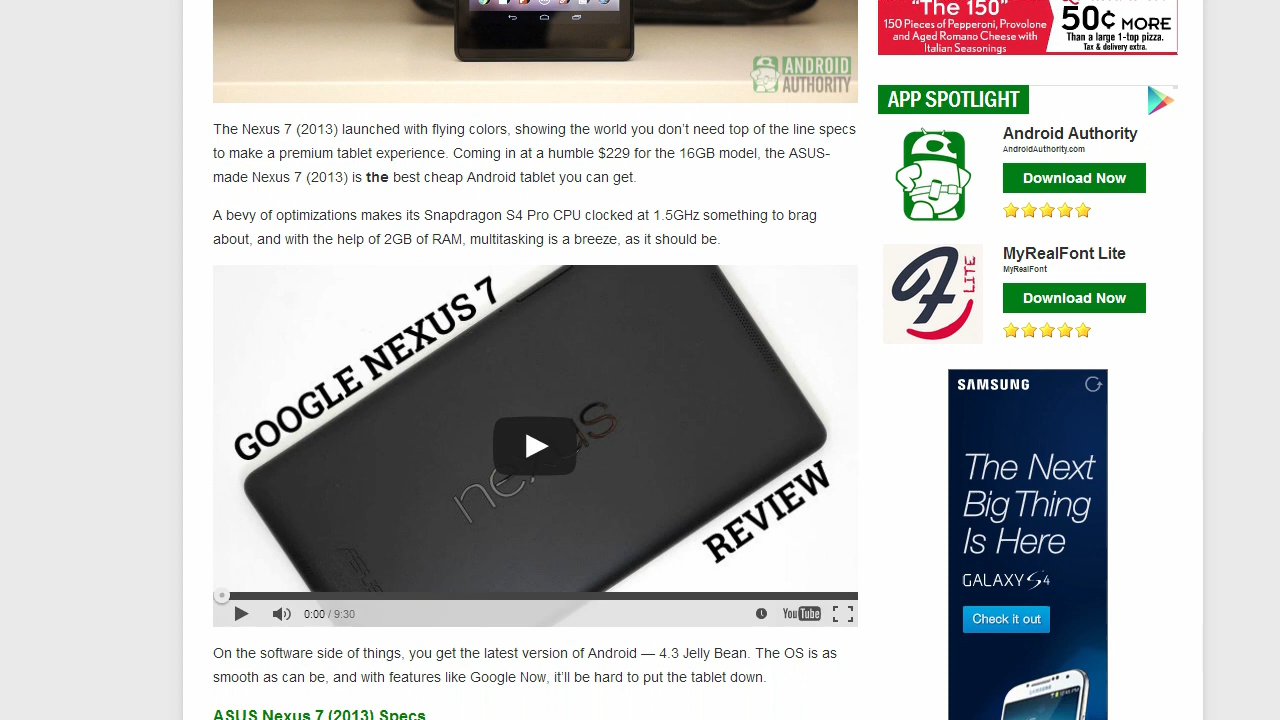 ANDROID
AUTHORITY
The Nexus 7 (2013) launched with flying colors, showing the world you don't need top of the line specs
to make a premium tablet experience. Coming in at a humble $229 for the 16GB model, the ASUS-
made Nexus 7 (2013) is the best cheap Android tablet you can get.
A bevy of optimizations makes its Snapdragon S4 Pro CPU clocked at 1.5GHz something to brag
about, and with the help of 2GB of RAM, multitasking is a breeze, as it should be.
GOOGLE NEXUS 7
nexus
REVIEW
ASUS
0:00 / 9:30
YouTube
On the software side of things, you get the latest version of Android — 4.3 Jelly Bean. The OS is as
smooth as can be, and with features like Google Now, it'll be hard to put the tablet down.
ASUS Nexus 7 (2013) Specs
"The 150"
150 Pieces of Pepperoni, Provolone
and Aged Romano Cheese with
Italian Seasonings
50¢ MORE
Than a large 1-top pizza.
Tax & delivery extra.
APP SPOTLIGHT
Android Authority
AndroidAuthority.com
Download Now
LITE
MyRealFont Lite
MyRealFont
Download Now
SAMSUNG
The Next
Big Thing
Is Here
GALAXY S4
Check it out
SAMSUNG